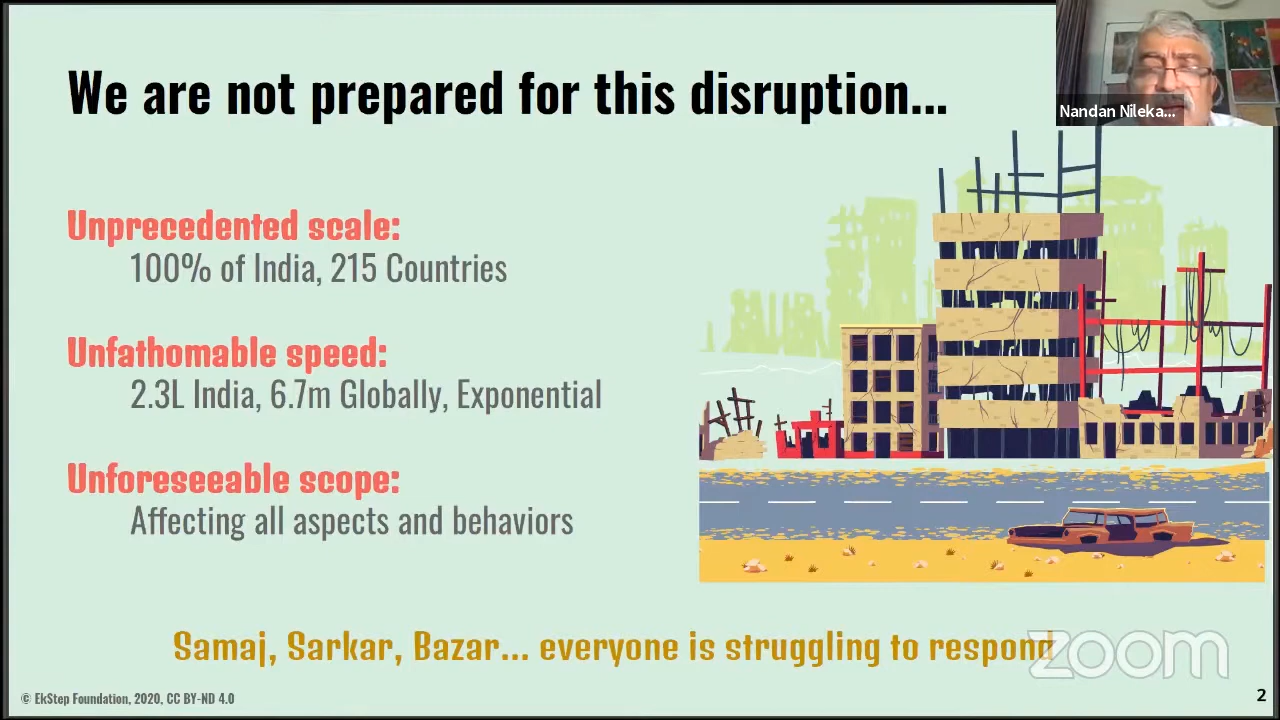 We are not prepared for this disruption...
Nandan Nileka...
Unprecedented scale:
100% of India, 215 Countries
Unfathomable speed:
2.3L India, 6.7m Globally, Exponential
Unforeseeable scope:
Affecting all aspects and behaviors
Samaj, Sarkar, Bazar... everyone is struggling to respond
zoom
© EkStep Foundation, 2020, CC BY-ND 4.0
2